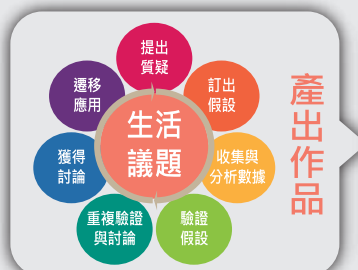 提出
質疑
訂出
假設
收集與
分析數據
驗證
假設
重複驗證
與討論
獲得
討論
遷移
應用
生活
議題
產出作品